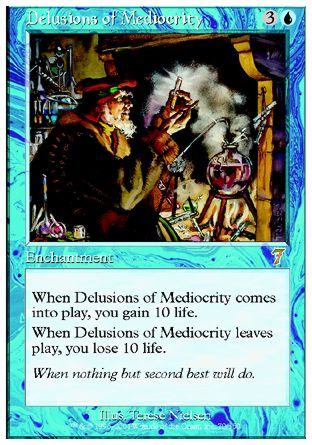 Delusions of Mediocrity 3
Enchantment 7
When Delusions of Mediocrity comes
into play, you gain 10 life.
When Delusions of Mediocrity leaves
play, you lose 10 life.
When nothing but second best will do.
Illus. Terese Nielsen